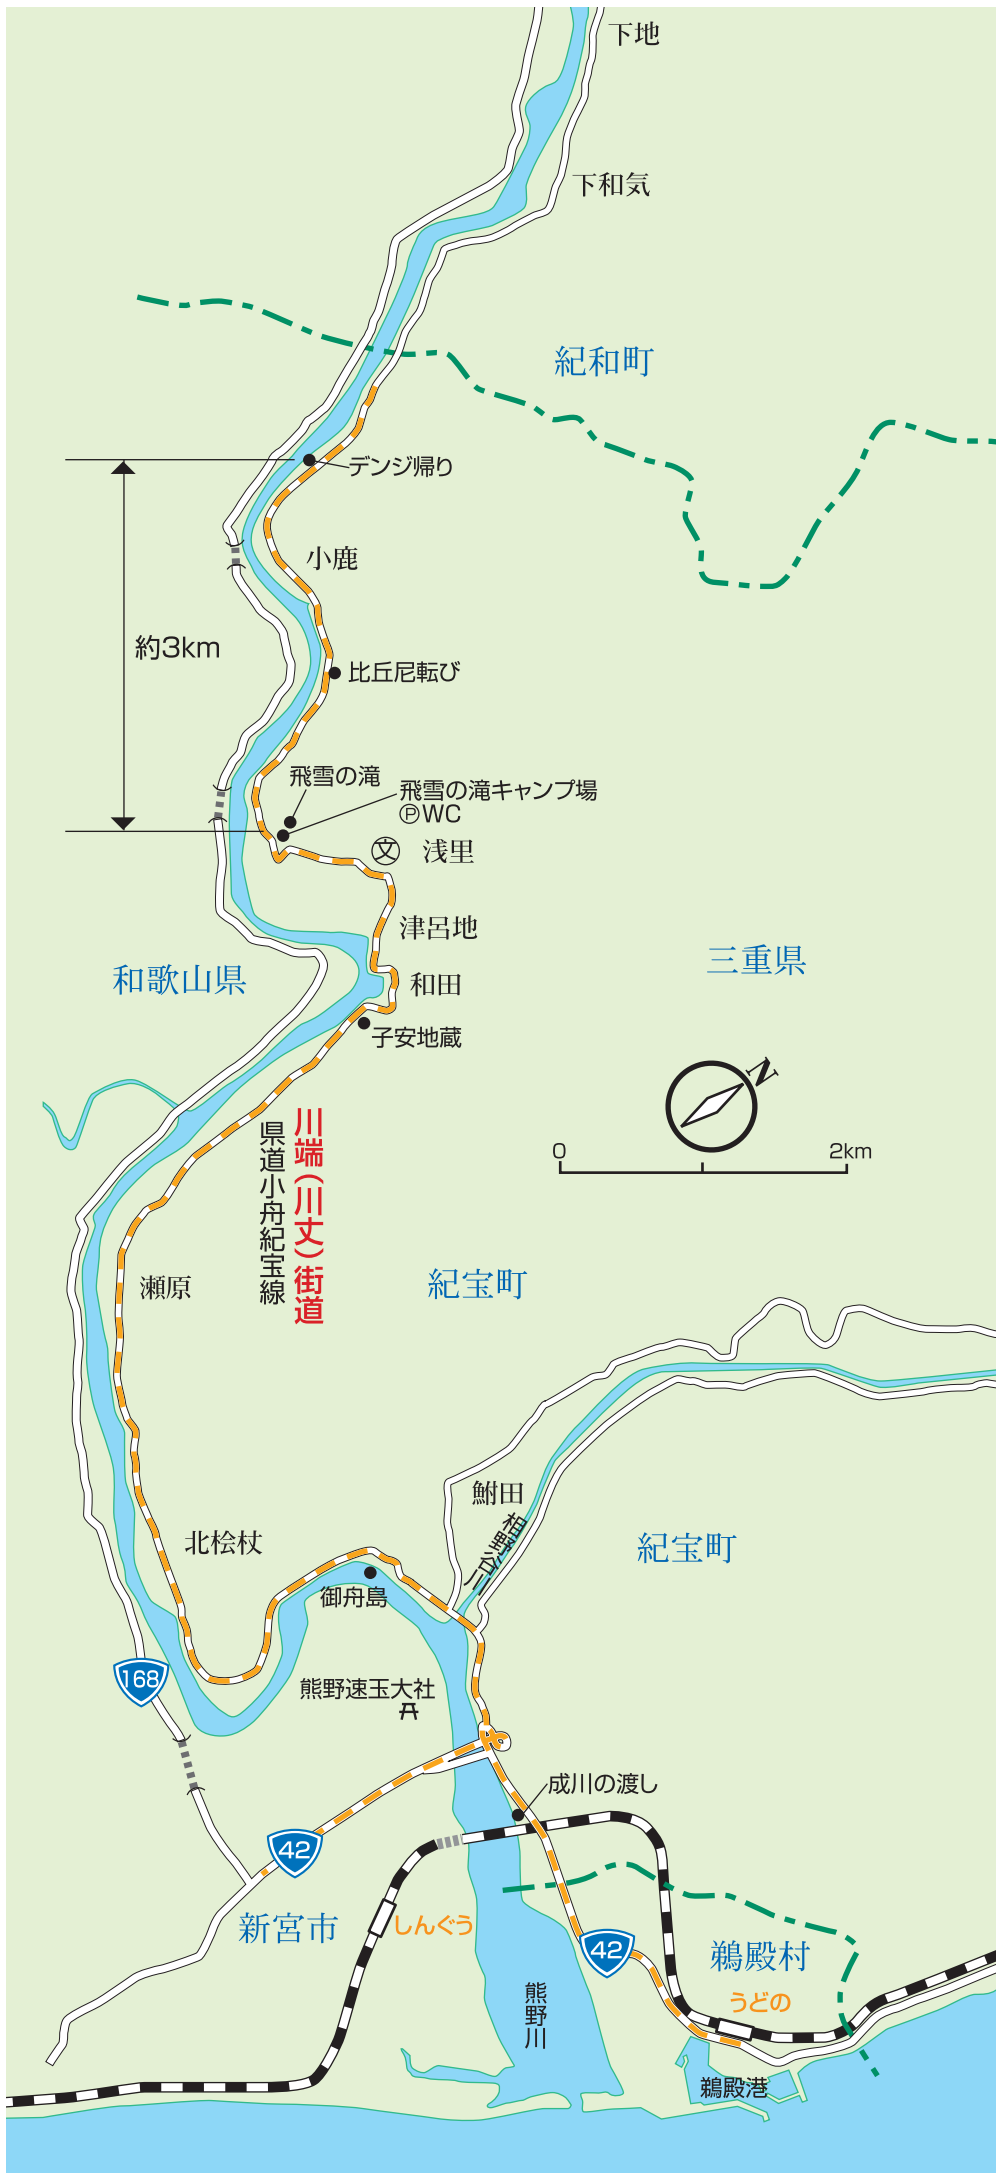 下地
下和気
紀和町
デンジ帰り
小鹿
約3km
比丘尼転び
飛雪の滝
飛雪の滝キャンプ場
ⓅWC
文
浅里
津呂地
三重県
和歌山県
和田
子安地蔵
N
0
2km
川端(川丈)街道
県道小舟紀宝線
瀬原
紀宝町
鮒田
相野谷川
北桧杖
紀宝町
御舟島
168
熊野速玉大社
成川の渡し
42
新宮市
しんぐう
42
鵜殿村
うどの
熊野川
鵜殿港